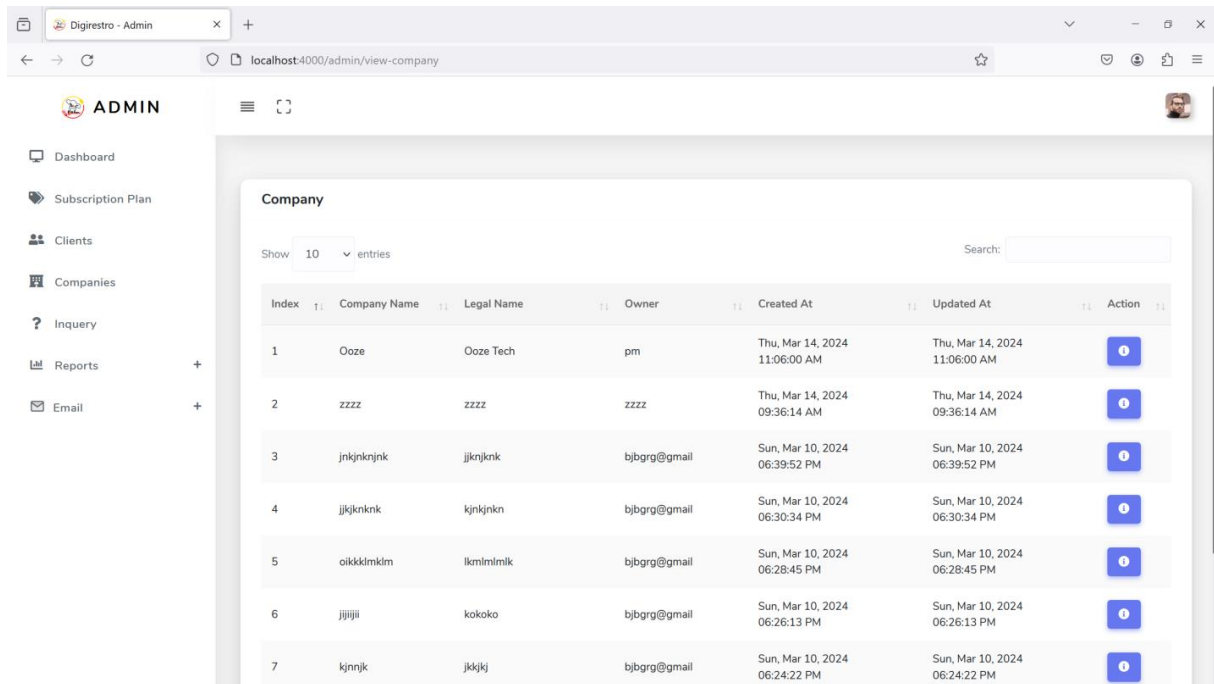 Digirestro - Admin
localhost:4000/admin/view-company
ADMIN
Dashboard
Subscription Plan
Clients
Companies
Inquery
Reports
Email
Company
Show 10 entries
Search:
Index Company Name Legal Name Owner Created At Updated At Action
1 Ooze Ooze Tech pm Thu, Mar 14, 2024 11:06:00 AM Thu, Mar 14, 2024 11:06:00 AM
2 zzzz zzzz zzzz Thu, Mar 14, 2024 09:36:14 AM Thu, Mar 14, 2024 09:36:14 AM
3 jnkjnknjnk jjknjknk bjbgrg@gmail Sun, Mar 10, 2024 06:39:52 PM Sun, Mar 10, 2024 06:39:52 PM
4 jjkjknknk kjnkjnkn bjbgrg@gmail Sun, Mar 10, 2024 06:30:34 PM Sun, Mar 10, 2024 06:30:34 PM
5 oikkklmklm lkmlmlmlk bjbgrg@gmail Sun, Mar 10, 2024 06:28:45 PM Sun, Mar 10, 2024 06:28:45 PM
6 jijiijii kokoko bjbgrg@gmail Sun, Mar 10, 2024 06:26:13 PM Sun, Mar 10, 2024 06:26:13 PM
7 kjnnjk jkkjkj bjbgrg@gmail Sun, Mar 10, 2024 06:24:22 PM Sun, Mar 10, 2024 06:24:22 PM